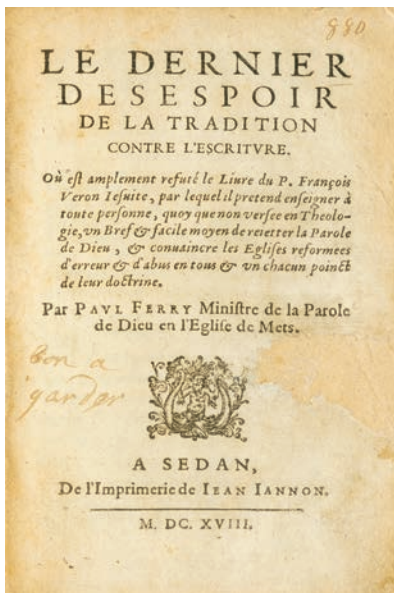 880
LE DERNIER
DESESPOIR
DE LA TRADITION
CONTRE L'ESCRITVRE.
Où est amplement refuté le Liure du P. François
Veron Iesuite, par lequel il pretend enseigner à
toute personne, quoy que non versee en Theolo-
gie, vn Bref & facile moyen de reietter la Parole
de Dieu, & conuaincre les Eglises reformees
d'erreur & d'abus en tous & vn chacun poinct
de leur doctrine.
Par PAVL FERRY Ministre de la Parole
de Dieu en l'Eglise de Mets.
bon a
gardar
A SEDAN,
De l'Imprimerie de IEAN IANNON.
M. DC. XVIII.